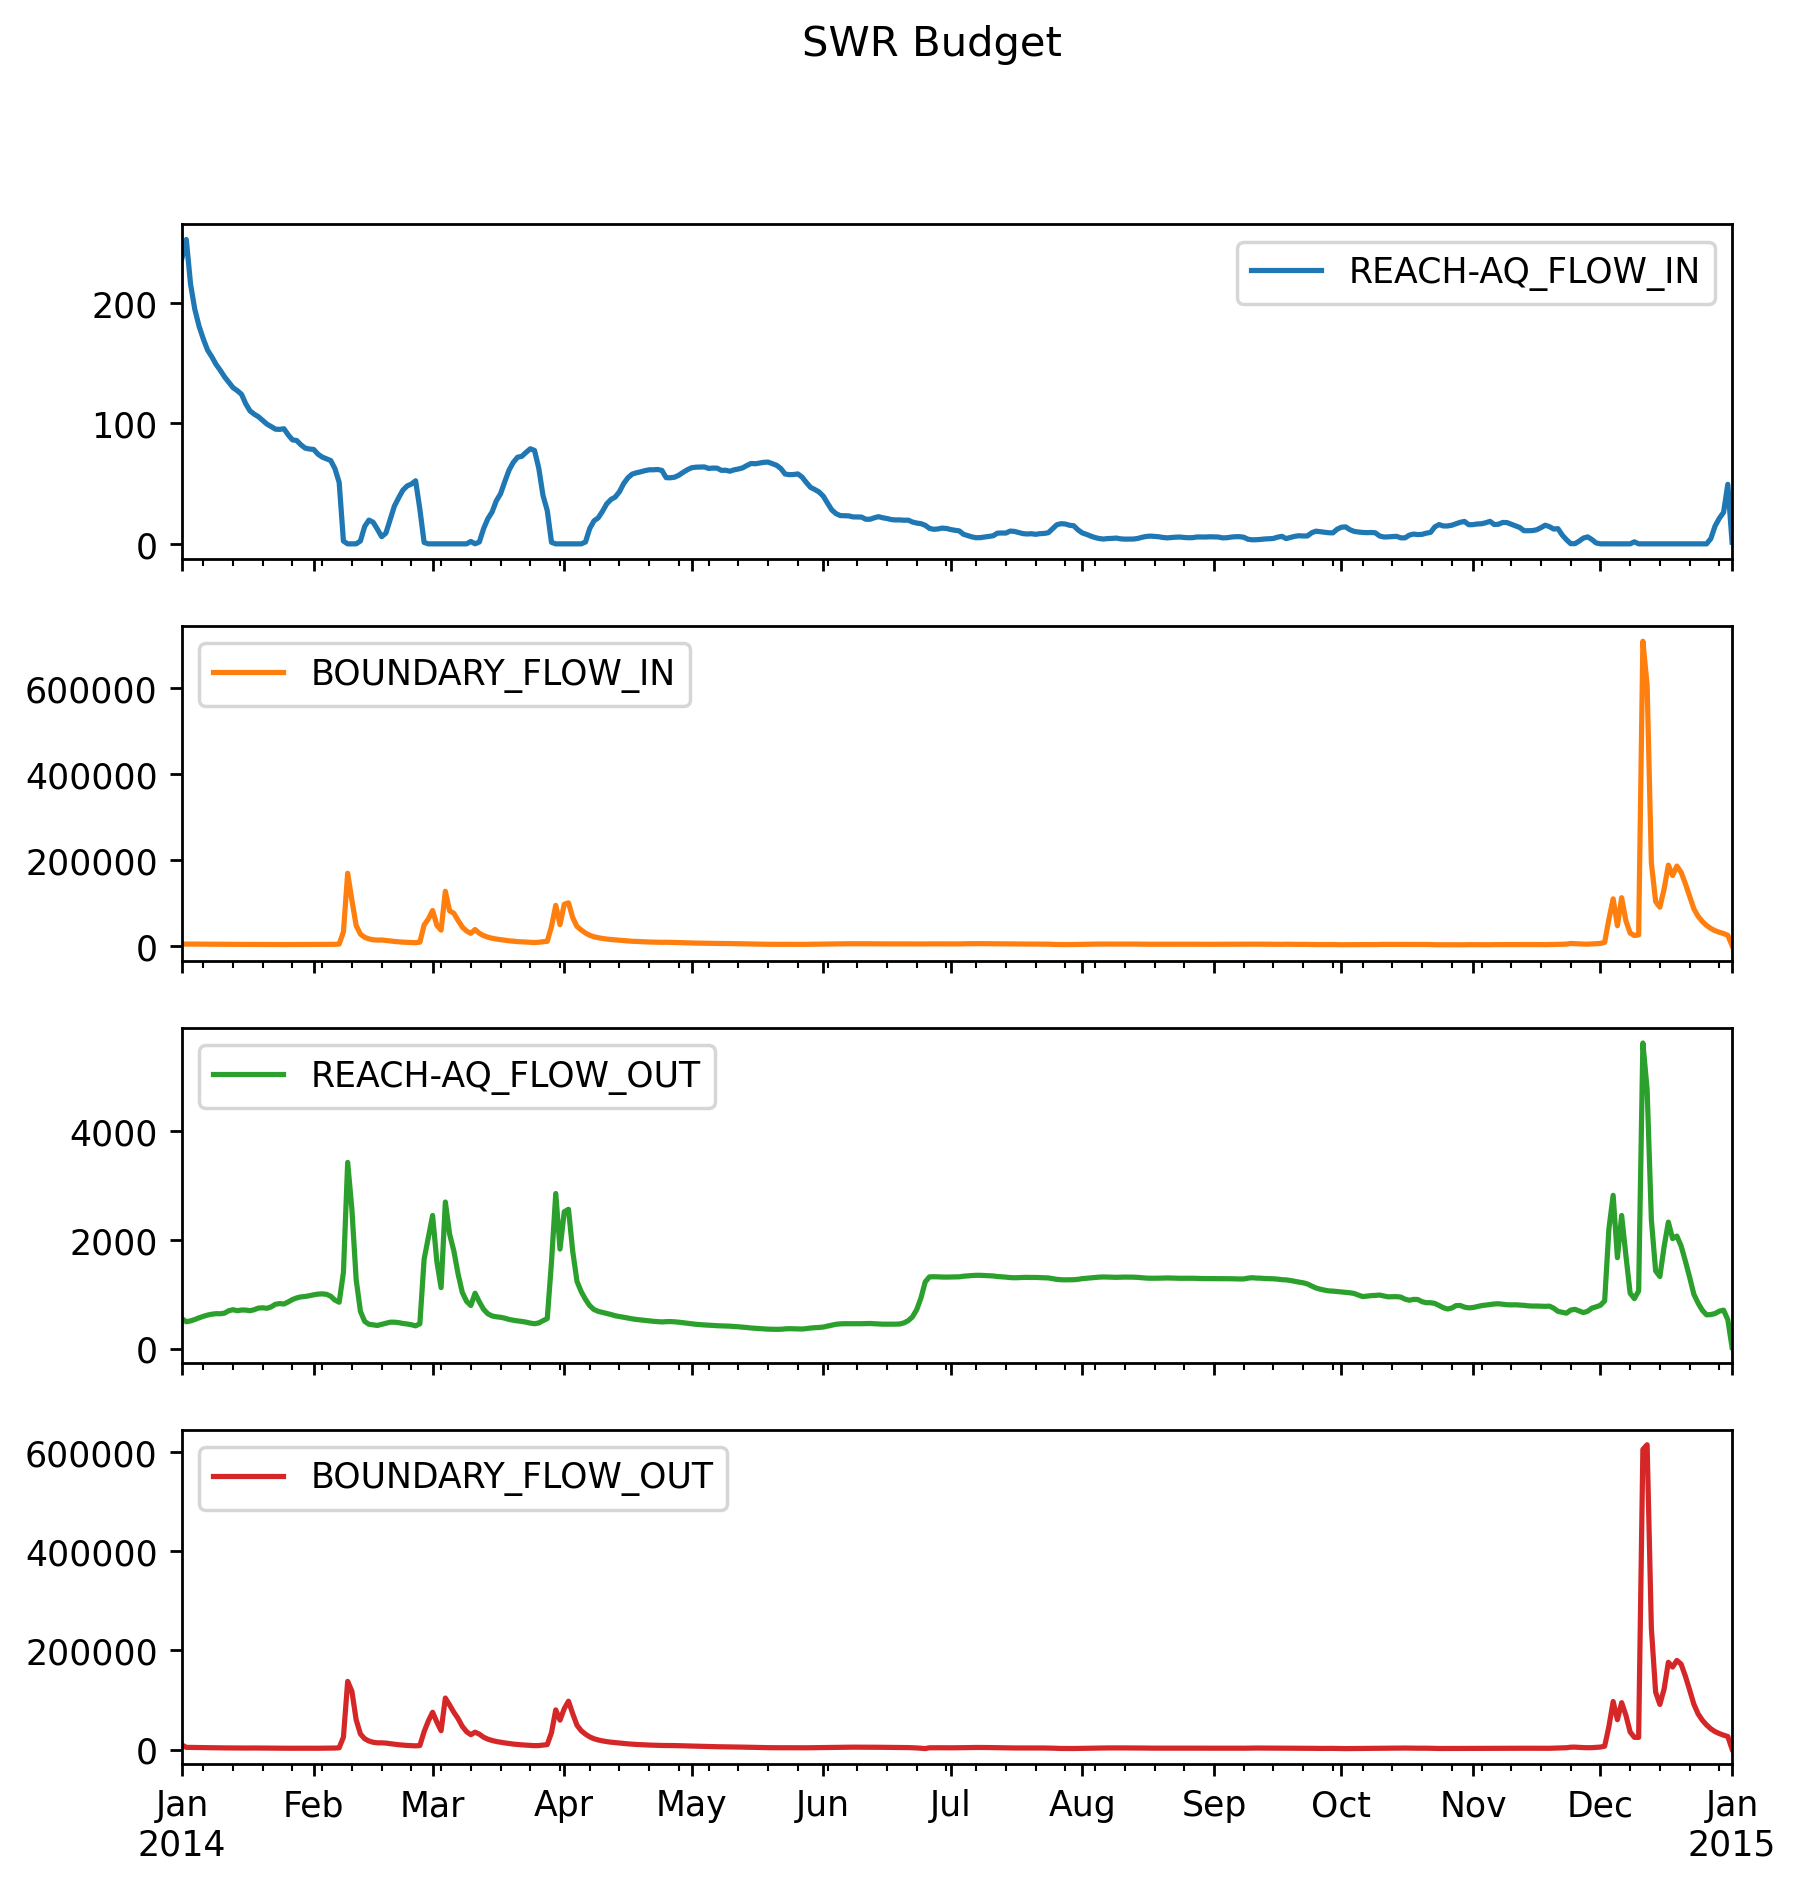 SWR Budget
REACH-AQ_FLOW_IN
200
100
0
BOUNDARY_FLOW_IN
600000
400000
200000
0
REACH-AQ_FLOW_OUT
4000
2000
0
BOUNDARY_FLOW_OUT
600000
400000
200000
0
Jan Feb Mar Apr May Jun Jul Aug Sep Oct Nov Dec Jan
2014 2015